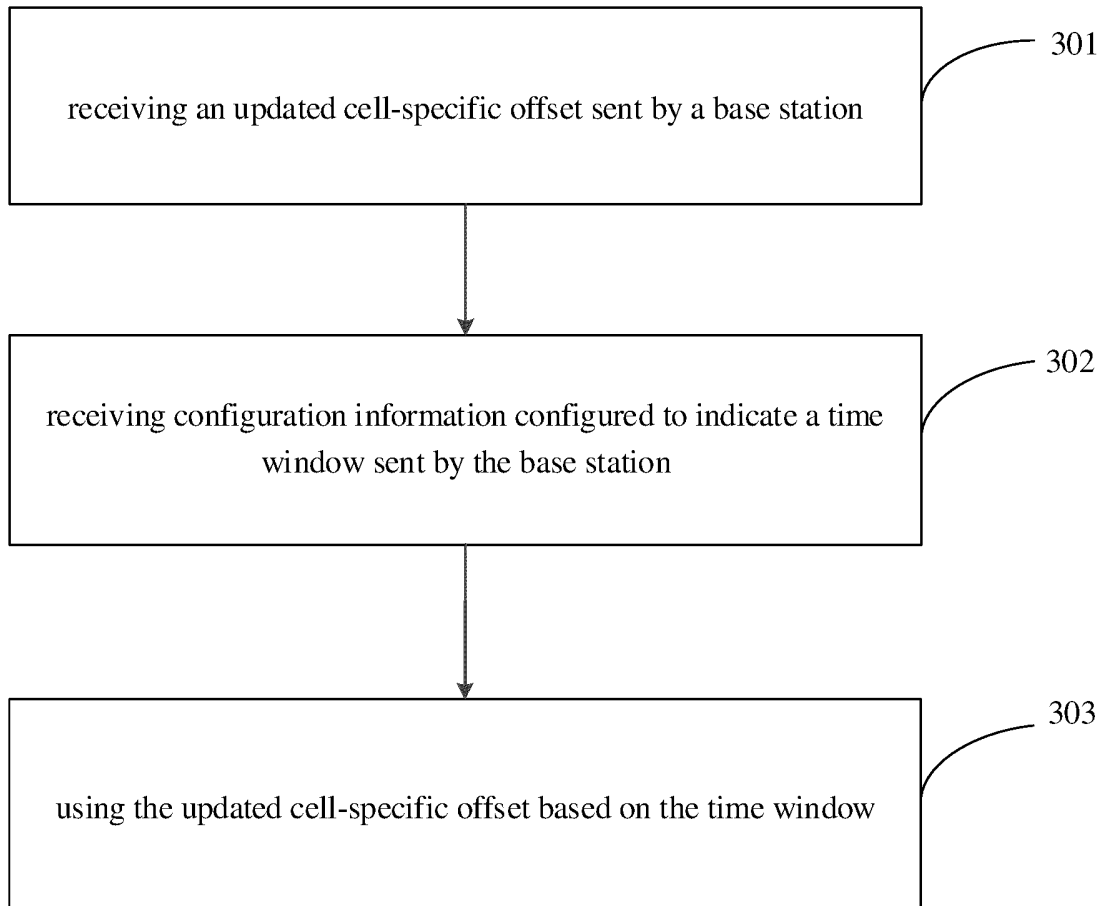 receiving an updated cell-specific offset sent by a base station
301
receiving configuration information configured to indicate a time
window sent by the base station
302
using the updated cell-specific offset based on the time window
303